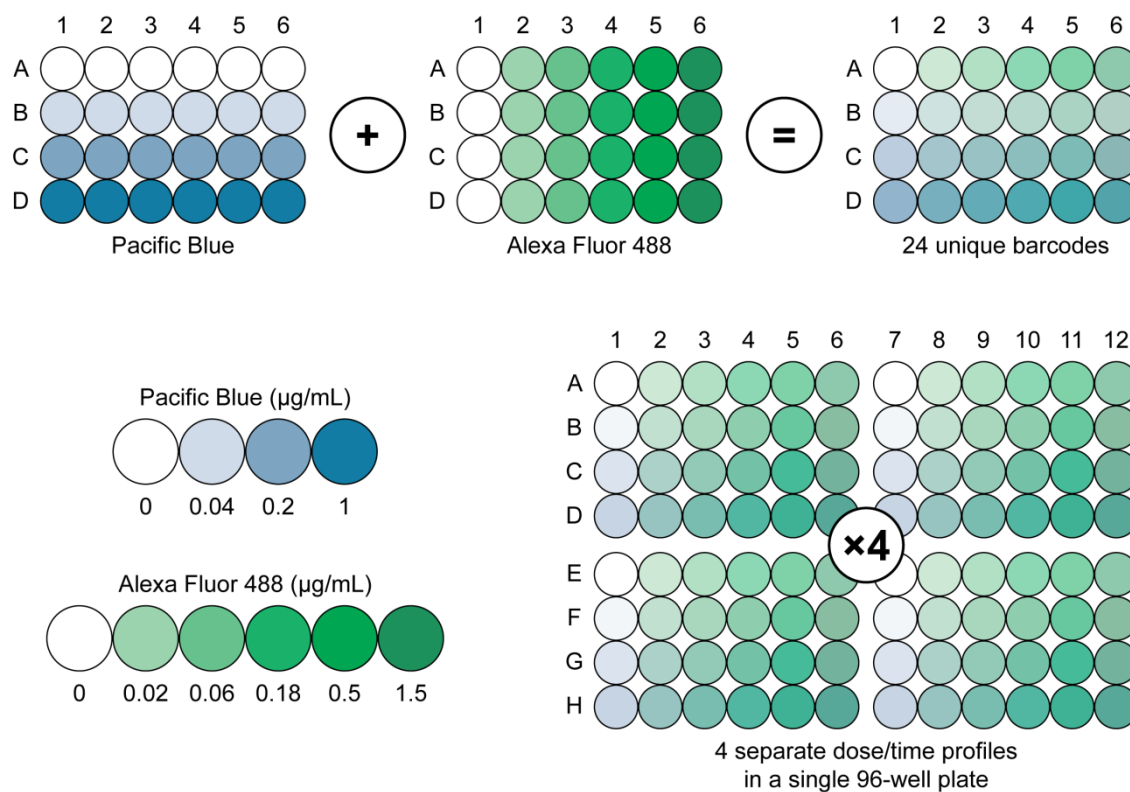 1 2 3 4 5 6
A
B
C
D
Pacific Blue
+
1 2 3 4 5 6
A
B
C
D
Alexa Fluor 488
=
1 2 3 4 5 6
A
B
C
D
24 unique barcodes
Pacific Blue (µg/mL)
0 0.04 0.2 1
Alexa Fluor 488 (µg/mL)
0 0.02 0.06 0.18 0.5 1.5
1 2 3 4 5 6 7 8 9 10 11 12
A
B
C
D
×4
E
F
G
H
4 separate dose/time profiles
in a single 96-well plate